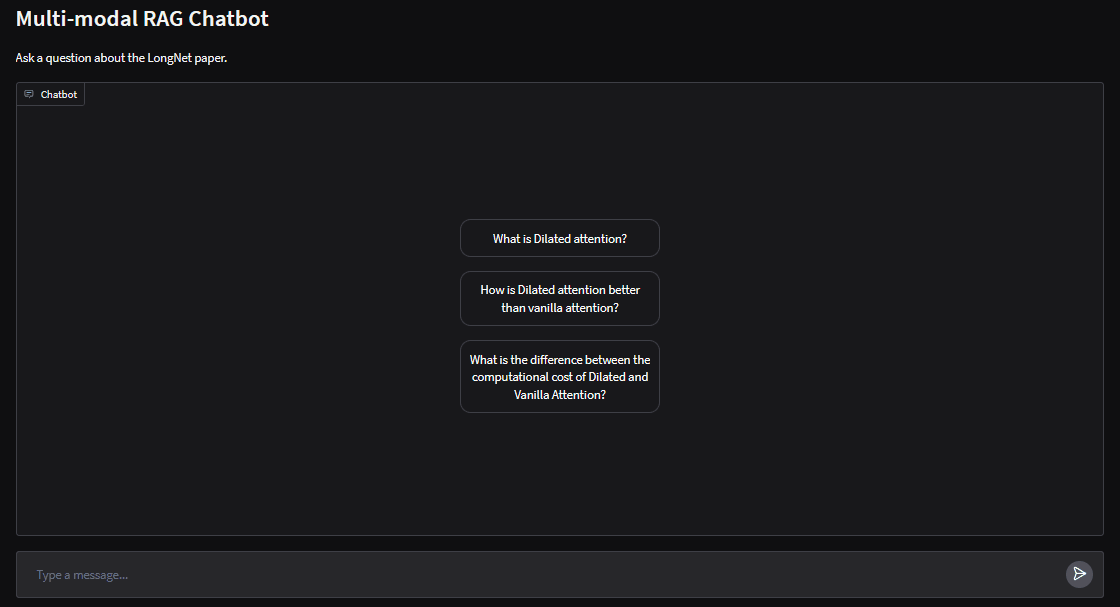 Multi-modal RAG Chatbot
Ask a question about the LongNet paper.
Chatbot
What is Dilated attention?
How is Dilated attention better
than vanilla attention?
What is the difference between the
computational cost of Dilated and
Vanilla Attention?
Type a message...